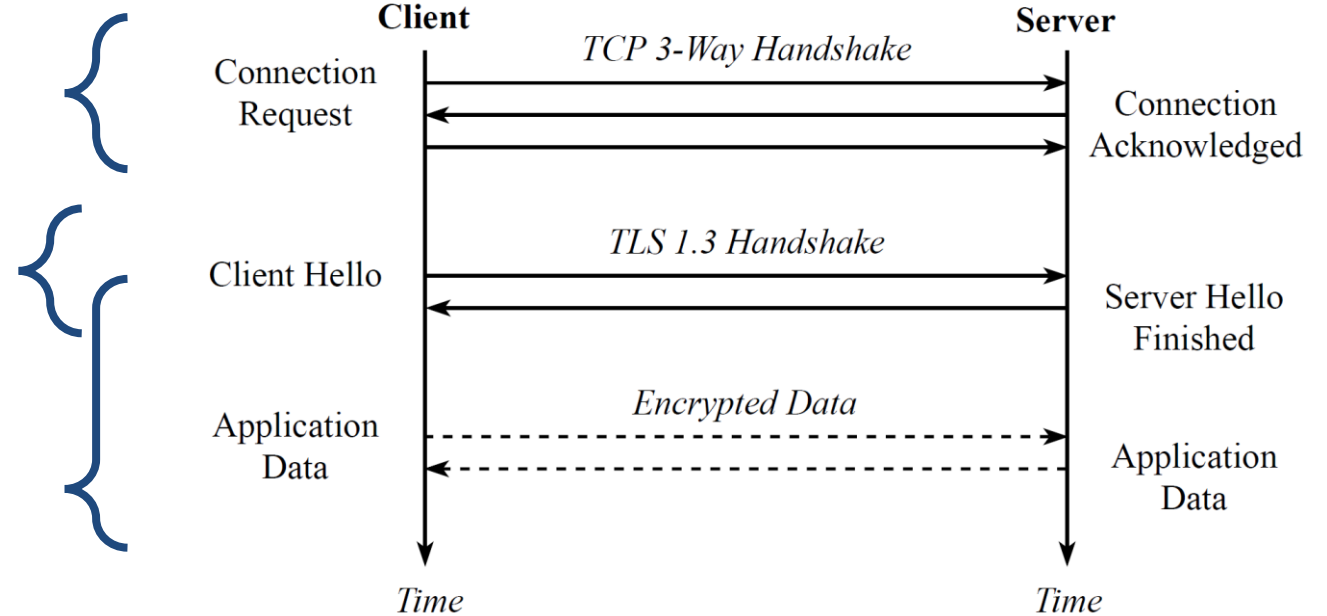 Client
Server
TCP 3-Way Handshake
Connection
Request
Connection
Acknowledged
TLS 1.3 Handshake
Client Hello
Server Hello
Finished
Encrypted Data
Application
Data
Application
Data
Time
Time